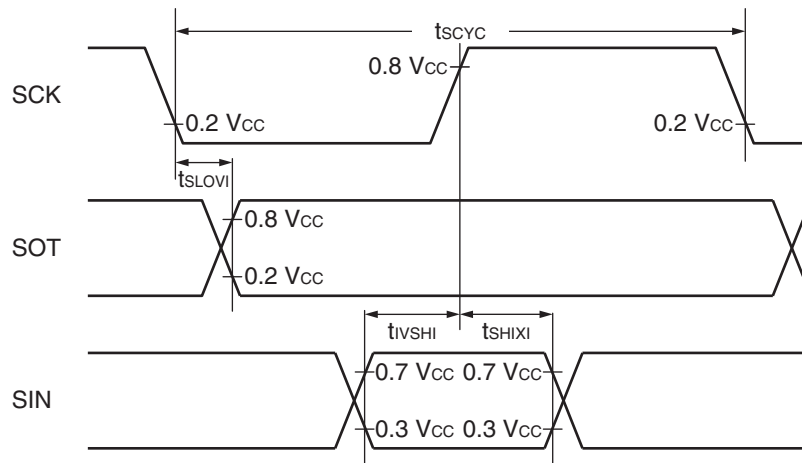 tSCYC
SCK
0.8 VCC
0.2 VCC
0.2 VCC
tSLOVI
SOT
0.8 VCC
0.2 VCC
tIVSHI
tSHIXI
SIN
0.7 VCC
0.7 VCC
0.3 VCC
0.3 VCC